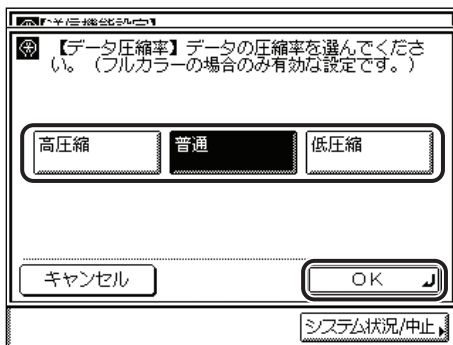 【データ圧縮率】データの圧縮率を選んでくださ
い。（フルカラーの場合のみ有効な設定です。）
高圧縮 普通 低圧縮
キャンセル OK
システム状況/中止